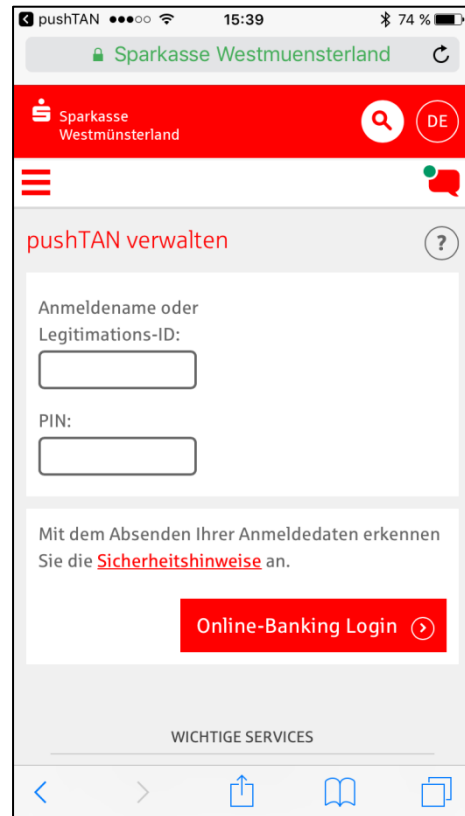 pushTAN 15:39 74 %
Sparkasse Westmuensterland
Sparkasse
Westmünsterland
DE
pushTAN verwalten ?
Anmeldename oder
Legitimations-ID:
PIN:
Mit dem Absenden Ihrer Anmeldedaten erkennen
Sie die Sicherheitshinweise an.
Online-Banking Login
WICHTIGE SERVICES